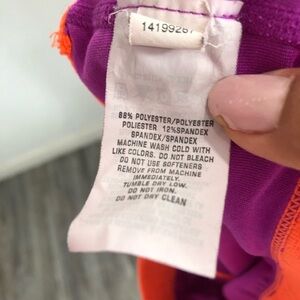 14199287
88% POLYESTER/POLYESTER
POLIESTER 12%SPANDEX
SPANDEX/SPANDEX
MACHINE WASH COLD WITH
LIKE COLORS. DO NOT BLEACH
DO NOT USE SOFTENERS
REMOVE FROM MACHINE
IMMEDIATELY.
TUMBLE DRY LOW.
DO NOT IRON.
DO NOT DRY CLEAN